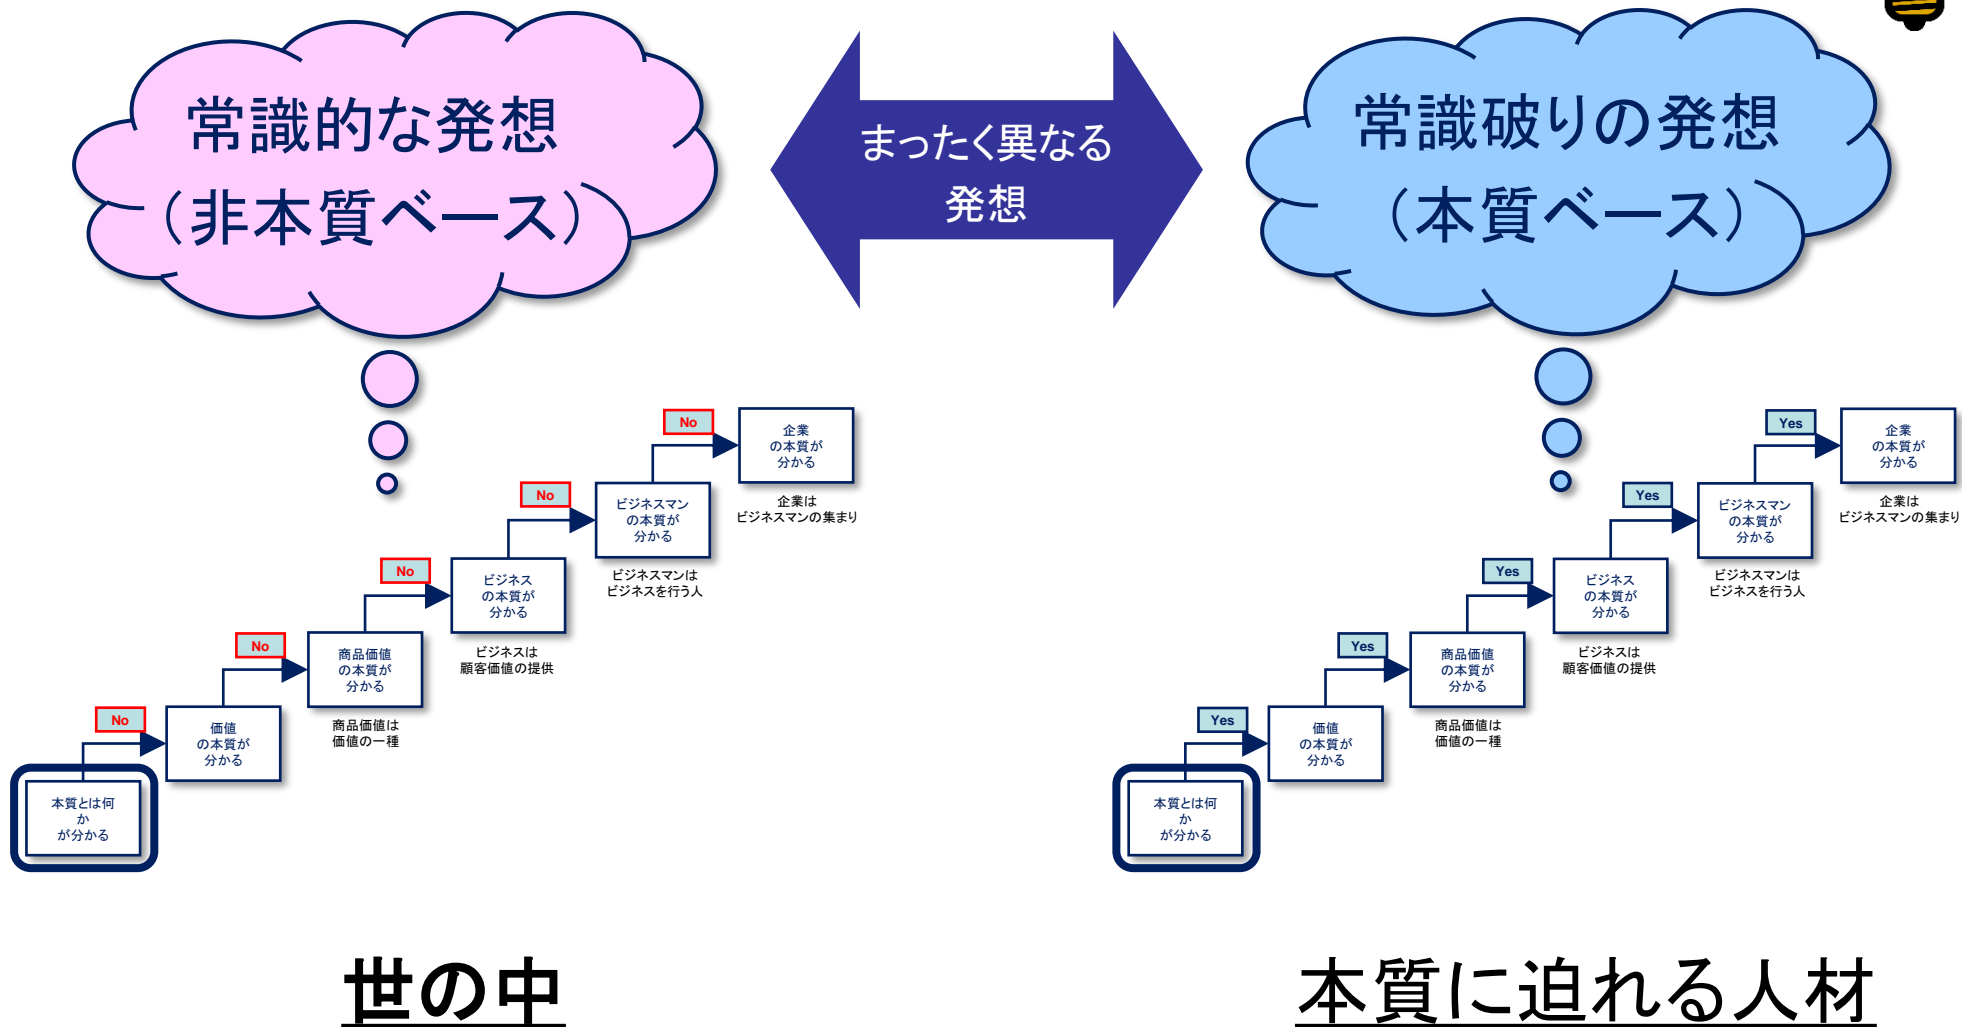 常識的な発想
（非本質ベース）
まったく異なる
発想
常識破りの発想
（本質ベース）
No
企業
の本質が
分かる
企業は
ビジネスマンの集まり
No
ビジネスマン
の本質が
分かる
ビジネスマンは
ビジネスを行う人
No
ビジネス
の本質が
分かる
ビジネスは
顧客価値の提供
No
商品価値
の本質が
分かる
商品価値は
価値の一種
No
価値
の本質が
分かる
本質とは何
か
が分かる
Yes
企業
の本質が
分かる
企業は
ビジネスマンの集まり
Yes
ビジネスマン
の本質が
分かる
ビジネスマンは
ビジネスを行う人
Yes
ビジネス
の本質が
分かる
ビジネスは
顧客価値の提供
Yes
商品価値
の本質が
分かる
商品価値は
価値の一種
Yes
価値
の本質が
分かる
本質とは何
か
が分かる
世の中
本質に迫れる人材